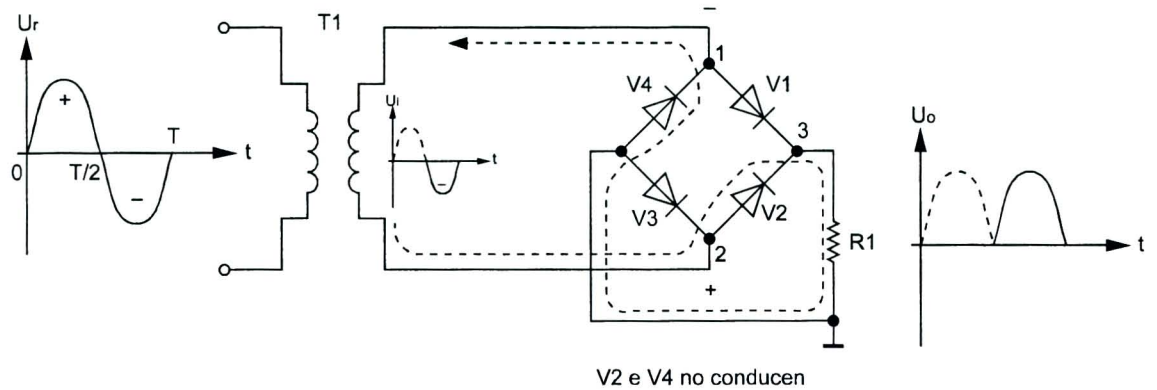 Ur
+
T
0
T/2
t
−
T1
Ui
t
−
−
1
V4
V1
3
V3
V2
2
+
R1
Uo
t
V2 e V4 no conducen